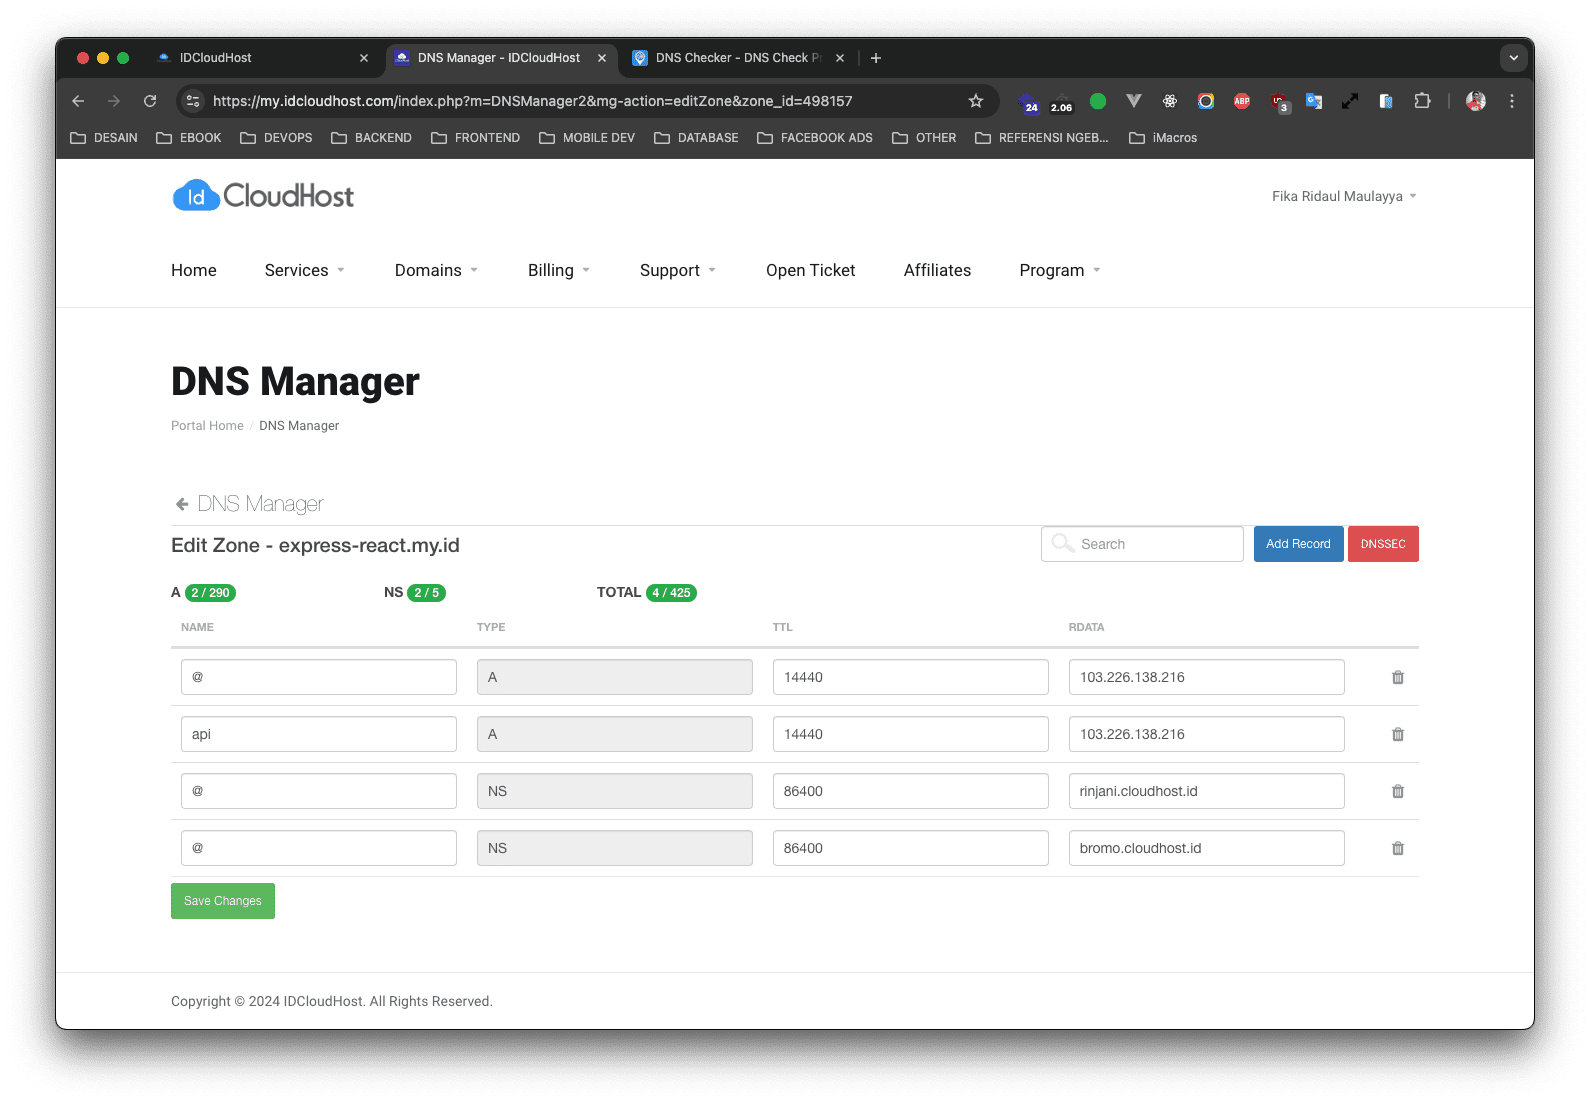 IDCloudHost
DNS Manager - IDCloudHost
DNS Checker - DNS Check Pr
https://my.idcloudhost.com/index.php?m=DNSManager2&mg-action=editZone&zone_id=498157
24
2.06
ABP
3
DESAIN
EBOOK
DEVOPS
BACKEND
FRONTEND
MOBILE DEV
DATABASE
FACEBOOK ADS
OTHER
REFERENSI NGEB...
iMacros
Id CloudHost
Fika Ridaul Maulayya
Home
Services
Domains
Billing
Support
Open Ticket
Affiliates
Program
DNS Manager
Portal Home / DNS Manager
DNS Manager
Edit Zone - express-react.my.id
Search
Add Record
DNSSEC
A 2 / 290
NS 2 / 5
TOTAL 4 / 425
NAME TYPE TTL RDATA
@ A 14440 103.226.138.216
api A 14440 103.226.138.216
@ NS 86400 rinjani.cloudhost.id
@ NS 86400 bromo.cloudhost.id
Save Changes
Copyright © 2024 IDCloudHost. All Rights Reserved.